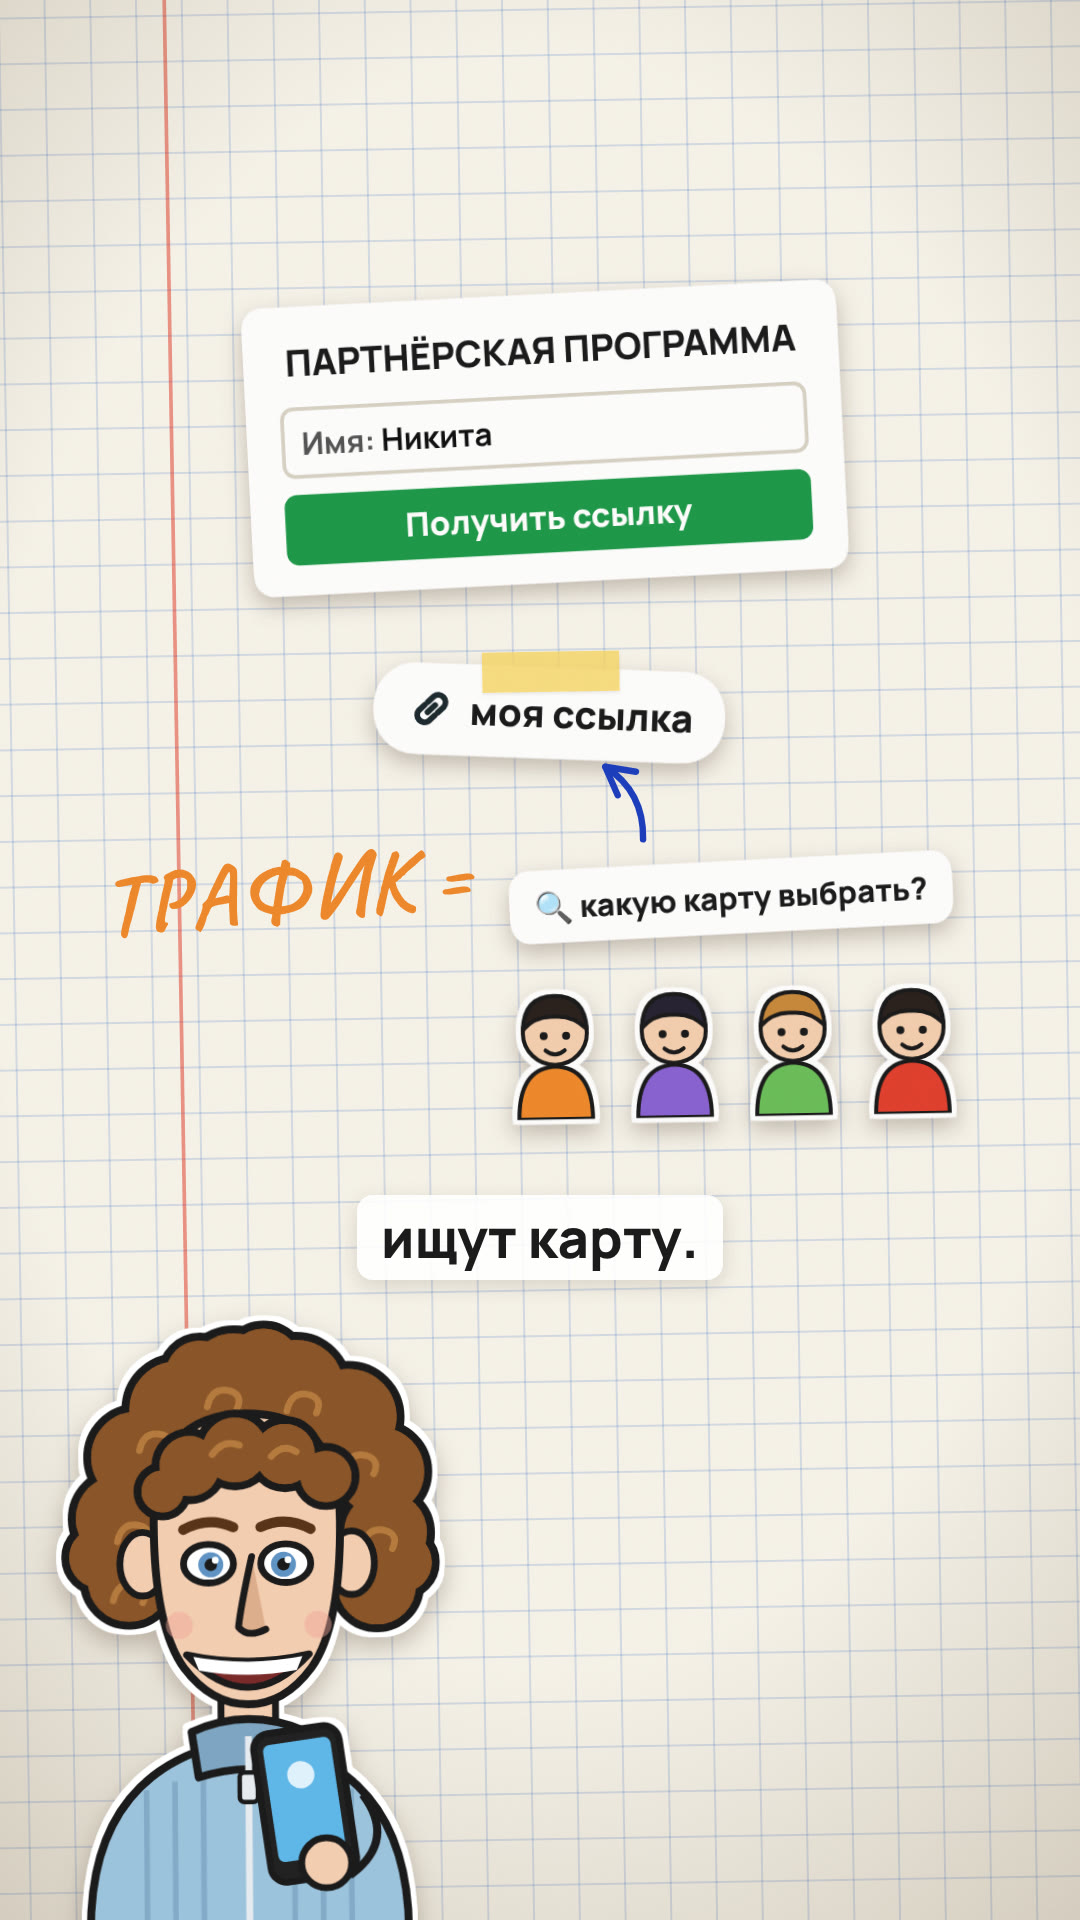 ПАРТНЁРСКАЯ ПРОГРАММА
Имя: Никита
Получить ссылку
моя ссылка
ТРАФИК =
какую карту выбрать?
ищут карту.